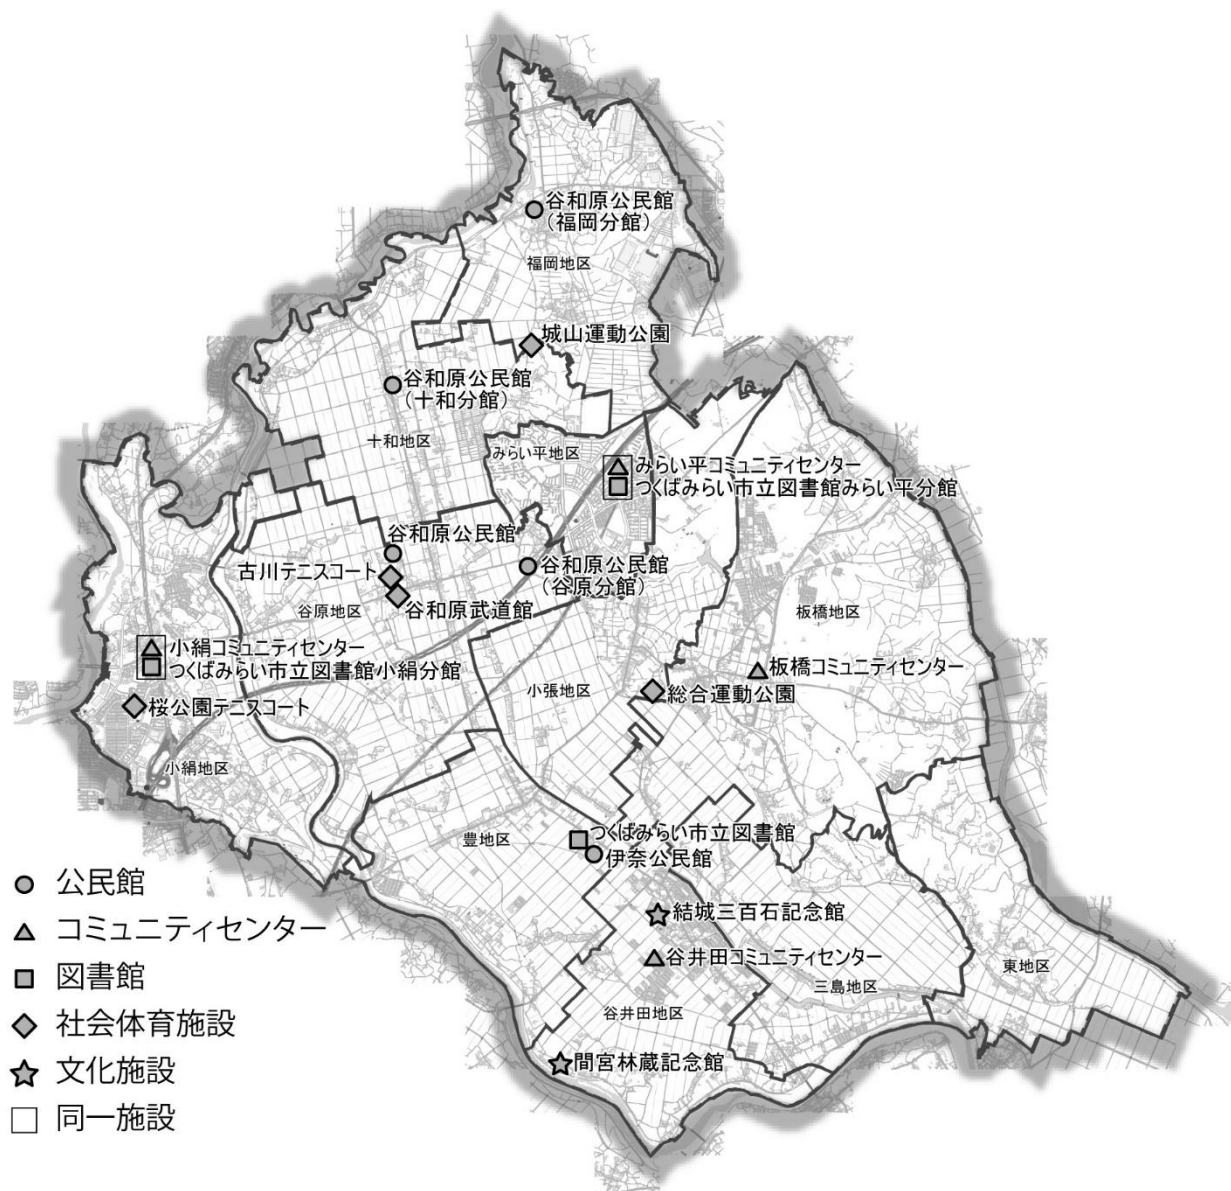 谷和原公民館
（福岡分館）
福岡地区
城山運動公園
谷和原公民館
（十和分館）
十和地区
みらい平地区
みらい平コミュニティセンター
つくばみらい市立図書館みらい平分館
谷和原公民館
古川テニスコート
谷和原公民館
（谷原分館）
谷原地区
谷和原武道館
板橋地区
小絹コミュニティセンター
つくばみらい市立図書館小絹分館
板橋コミュニティセンター
小張地区
総合運動公園
桜公園テニスコート
小絹地区
つくばみらい市立図書館
豊地区
伊奈公民館
結城三百石記念館
谷井田コミュニティセンター
東地区
三島地区
谷井田地区
間宮林蔵記念館
公民館
コミュニティセンター
図書館
社会体育施設
文化施設
同一施設